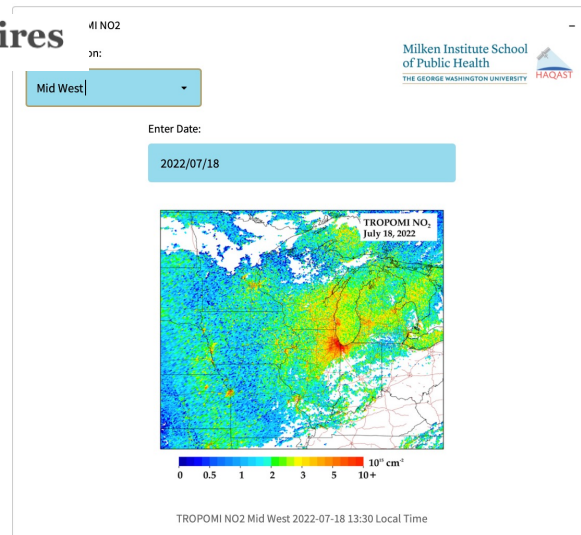 ires
MI NO2
on:
Milken Institute School
of Public Health
THE GEORGE WASHINGTON UNIVERSITY
HAQAST
Mid West
Enter Date:
2022/07/18
TROPOMI NO₂
July 18, 2022
10¹⁵ cm⁻²
0 0.5 1 2 3 5 10+
TROPOMI NO2 Mid West 2022-07-18 13:30 Local Time